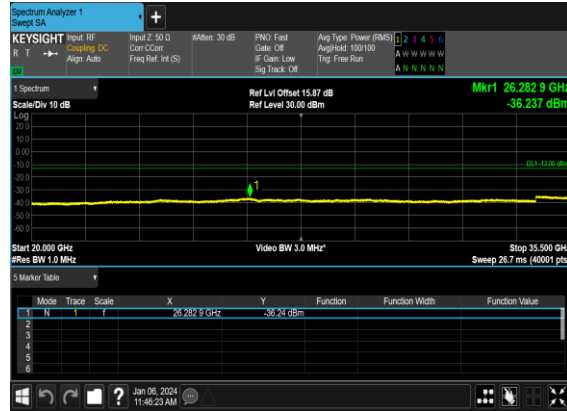 Spectrum Analyzer 1
Swept SA
+
KEYSIGHT Input: RF Input Z: 50 Ω #Atten: 30 dB PNO: Fast Avg Type: Power (RMS) 1 2 3 4 5 6
R T Coupling: DC Corr CCorr Gate: Off Avg|Hold: 100/100 A W W W W W
Align: Auto Freq Ref: Int (S) IF Gain: Low Trig: Free Run
Sig Track: Off A N N N N N
1 Spectrum Ref Lvl Offset 15.87 dB Mkr1 26.282 9 GHz
Scale/Div 10 dB Ref Level 30.00 dBm -36.237 dBm
Log
20.0
10.0
0.00
-10.0 DL1 -13.00 dBm
-20.0
-30.0 1
-40.0
-50.0
-60.0
Start 20.000 GHz Video BW 3.0 MHz* Stop 35.500 GHz
#Res BW 1.0 MHz Sweep 26.7 ms (40001 pts)
5 Marker Table
Mode Trace Scale X Y Function Function Width Function Value
1 N 1 f 26.282 9 GHz -36.24 dBm
2
3
4
5
6
? Jan 06, 2024
11:46:23 AM